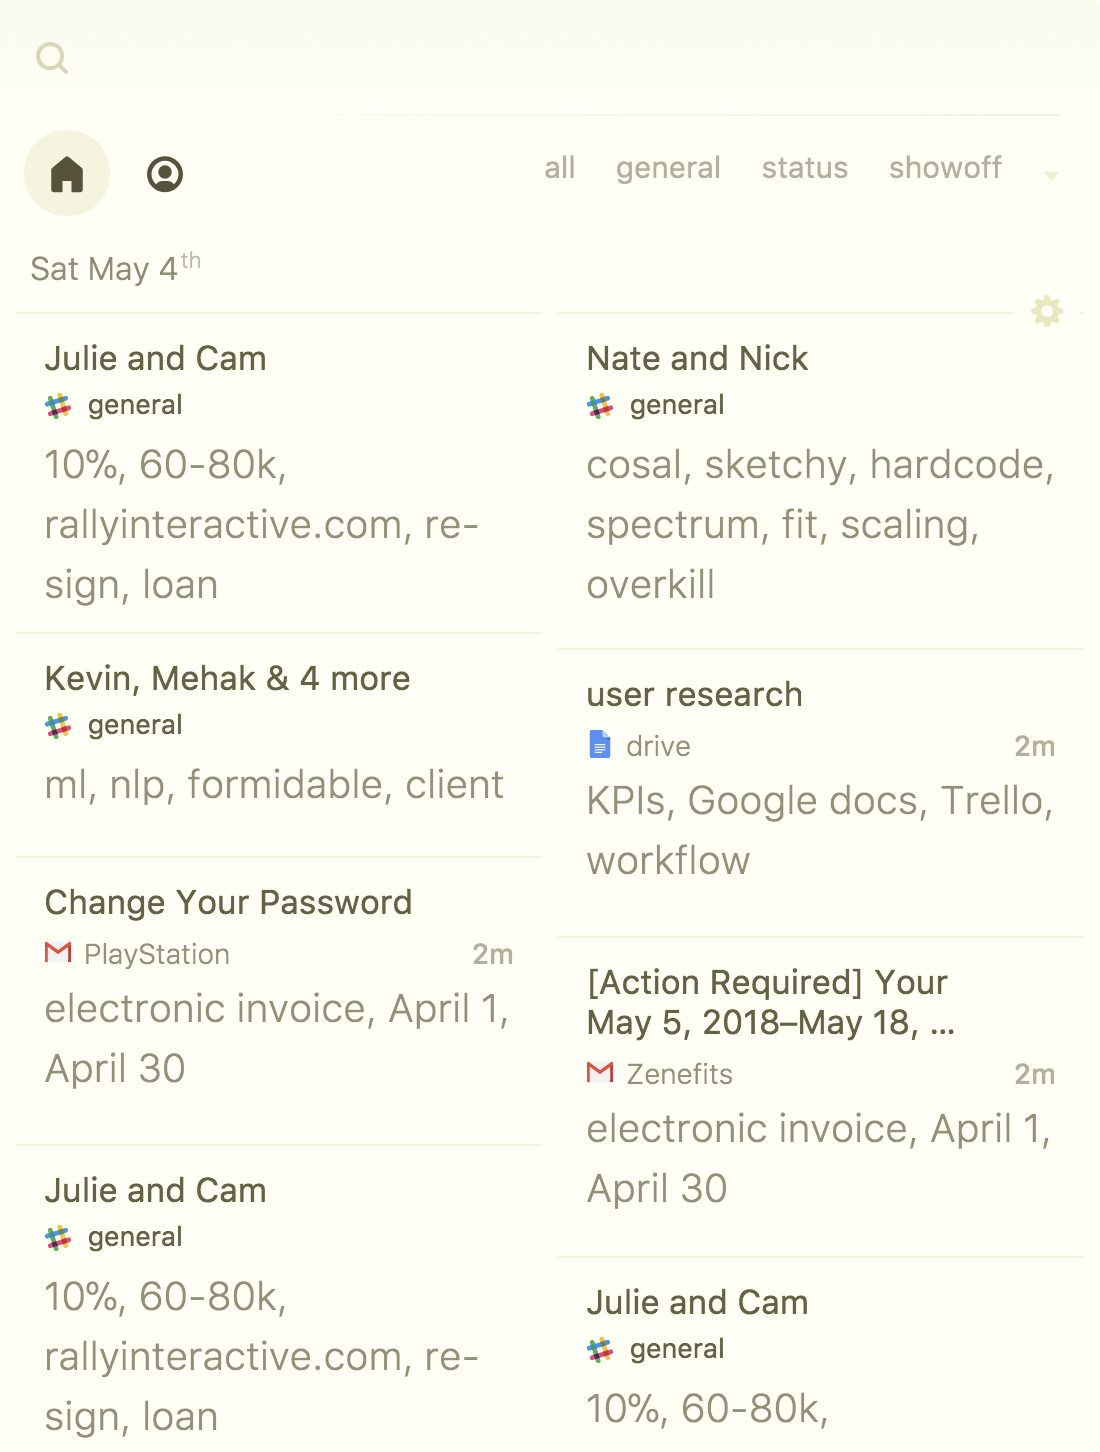 all general status showoff
Sat May 4th
Julie and Cam
general
10%, 60-80k,
rallyinteractive.com, re-
sign, loan
Kevin, Mehak & 4 more
general
ml, nlp, formidable, client
Change Your Password
PlayStation 2m
electronic invoice, April 1,
April 30
Julie and Cam
general
10%, 60-80k,
rallyinteractive.com, re-
sign, loan
Nate and Nick
general
cosal, sketchy, hardcode,
spectrum, fit, scaling,
overkill
user research
drive 2m
KPIs, Google docs, Trello,
workflow
[Action Required] Your
May 5, 2018–May 18, ...
Zenefits 2m
electronic invoice, April 1,
April 30
Julie and Cam
general
10%, 60-80k,